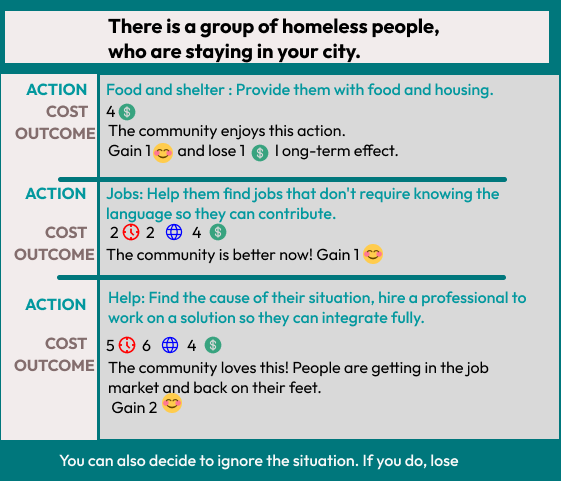 There is a group of homeless people,
who are staying in your city.
ACTION Food and shelter : Provide them with food and housing.
COST 4 $
OUTCOME The community enjoys this action.
Gain 1 and lose 1 $ l ong-term effect.
ACTION Jobs: Help them find jobs that don't require knowing the
language so they can contribute.
COST 2 2 4 $
OUTCOME The community is better now! Gain 1
ACTION Help: Find the cause of their situation, hire a professional to
work on a solution so they can integrate fully.
COST 5 6 4 $
OUTCOME The community loves this! People are getting in the job
market and back on their feet.
Gain 2
You can also decide to ignore the situation. If you do, lose